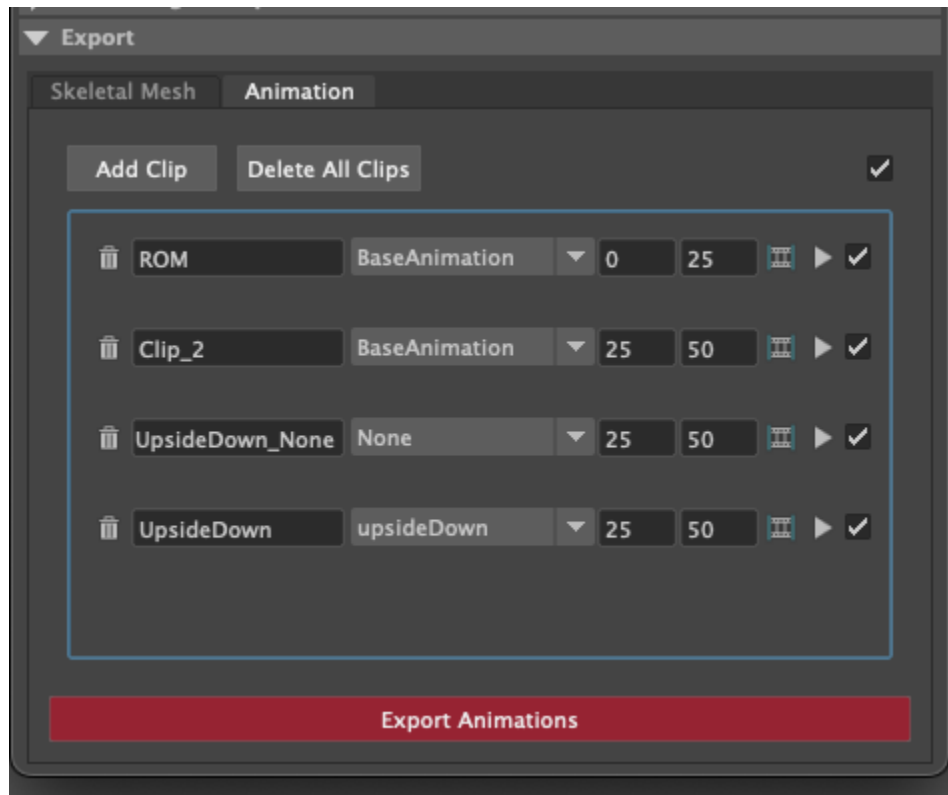 Export
Skeletal Mesh Animation
Add Clip Delete All Clips
ROM BaseAnimation 0 25
Clip_2 BaseAnimation 25 50
UpsideDown_None None 25 50
UpsideDown upsideDown 25 50
Export Animations